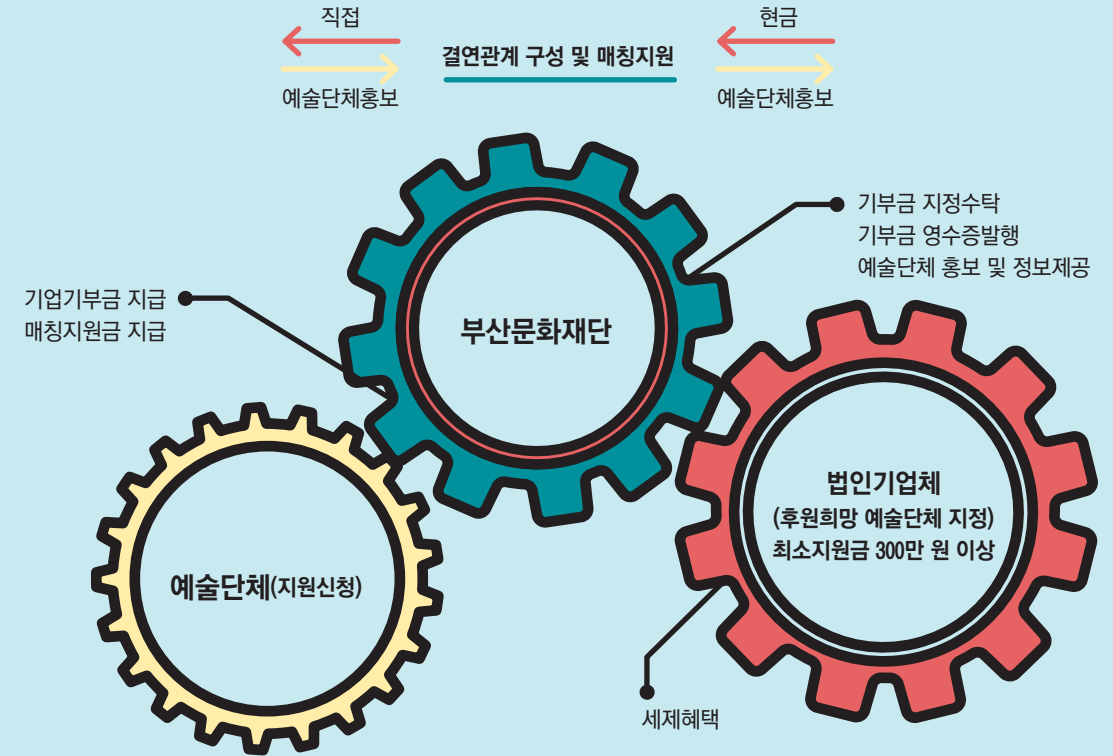 직접
현금
결연관계 구성 및 매칭지원
예술단체홍보
예술단체홍보
기부금 지정수탁
기부금 영수증발행
예술단체 홍보 및 정보제공
기업기부금 지급
매칭지원금 지급
부산문화재단
법인기업체
(후원희망 예술단체 지정)
최소지원금 300만 원 이상
예술단체(지원신청)
세제혜택